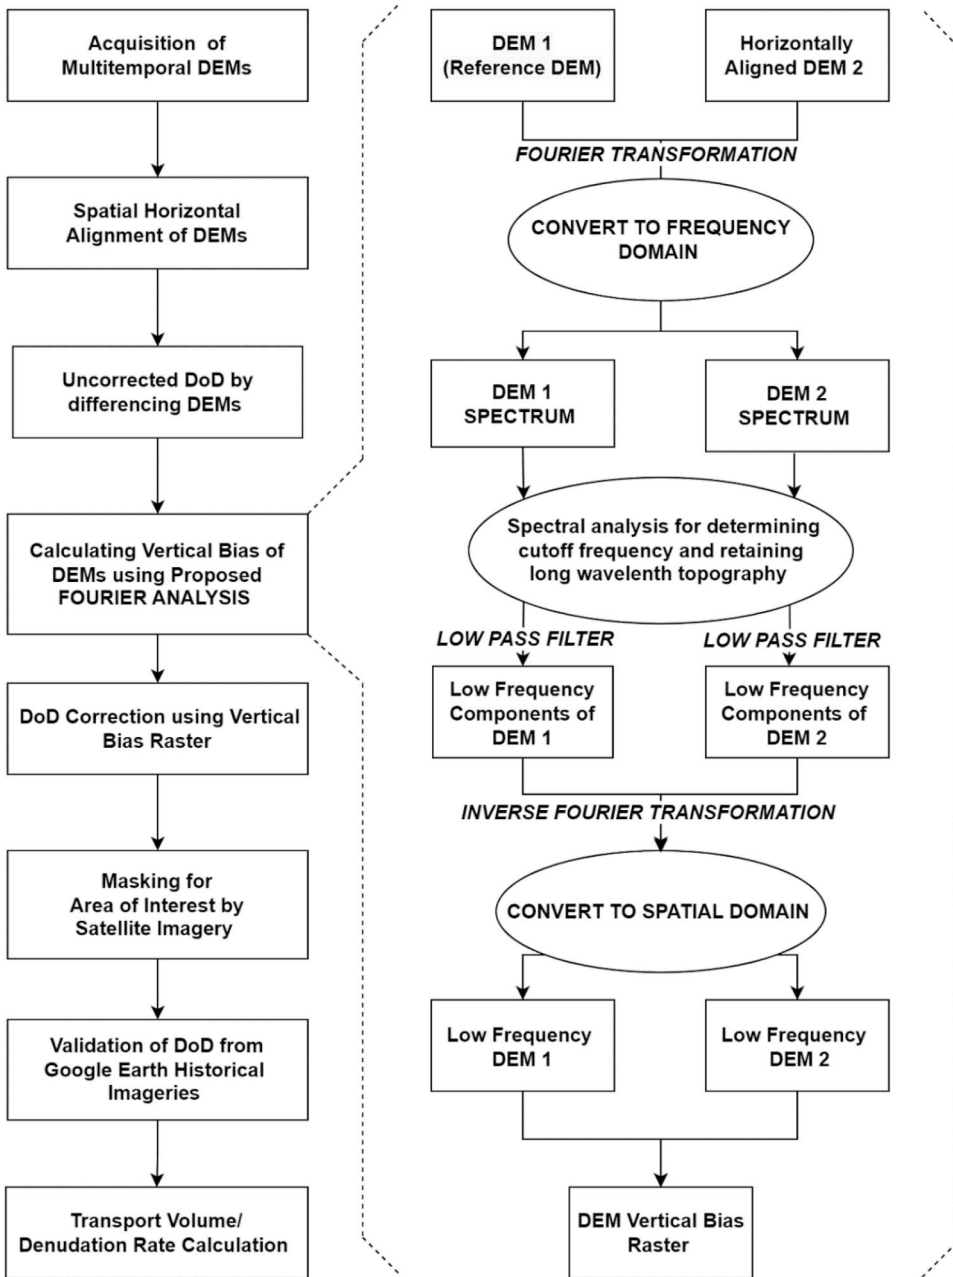 Acquisition of
Multitemporal DEMs
Spatial Horizontal
Alignment of DEMs
Uncorrected DoD by
differencing DEMs
Calculating Vertical Bias of
DEMs using Proposed
FOURIER ANALYSIS
DoD Correction using Vertical
Bias Raster
Masking for
Area of Interest by
Satellite Imagery
Validation of DoD from
Google Earth Historical
Imageries
Transport Volume/
Denudation Rate Calculation
DEM 1
(Reference DEM)
Horizontally
Aligned DEM 2
FOURIER TRANSFORMATION
CONVERT TO FREQUENCY
DOMAIN
DEM 1
SPECTRUM
DEM 2
SPECTRUM
Spectral analysis for determining
cutoff frequency and retaining
long wavelenth topography
LOW PASS FILTER
LOW PASS FILTER
Low Frequency
Components of
DEM 1
Low Frequency
Components of
DEM 2
INVERSE FOURIER TRANSFORMATION
CONVERT TO SPATIAL DOMAIN
Low Frequency
DEM 1
Low Frequency
DEM 2
DEM Vertical Bias
Raster